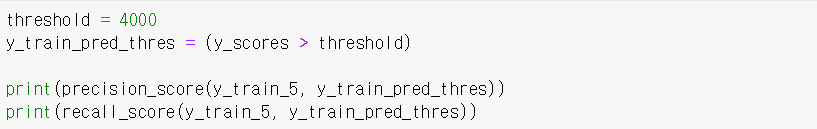 threshold = 4000
y_train_pred_thres = (y_scores > threshold)
print(precision_score(y_train_5, y_train_pred_thres))
print(recall_score(y_train_5, y_train_pred_thres))